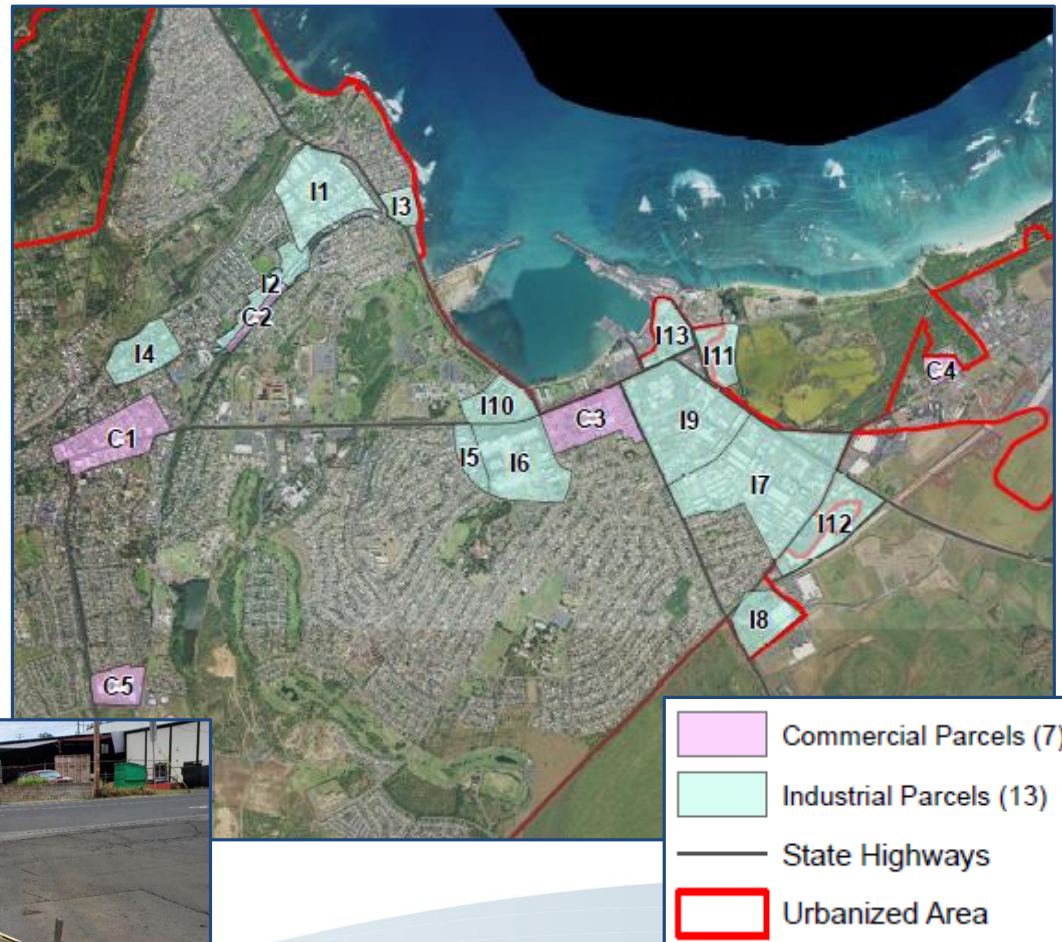 I1
I3
I2
C2
I4
I13
I11
C4
I10
C3
I9
C1
I5
I6
I7
I12
I8
C5
Commercial Parcels (7)
Industrial Parcels (13)
State Highways
Urbanized Area